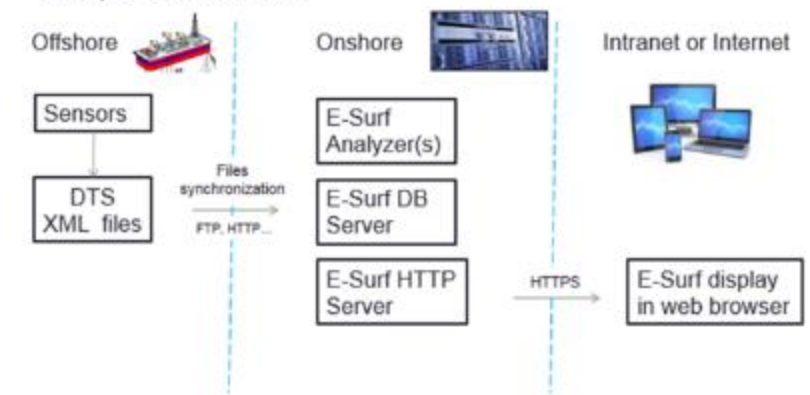 Offshore
Onshore
Intranet or Internet
Sensors
DTS
XML files
Files
synchronization
FTP, HTTP...
E-Surf
Analyzer(s)
E-Surf DB
Server
E-Surf HTTP
Server
HTTPS
E-Surf display
in web browser